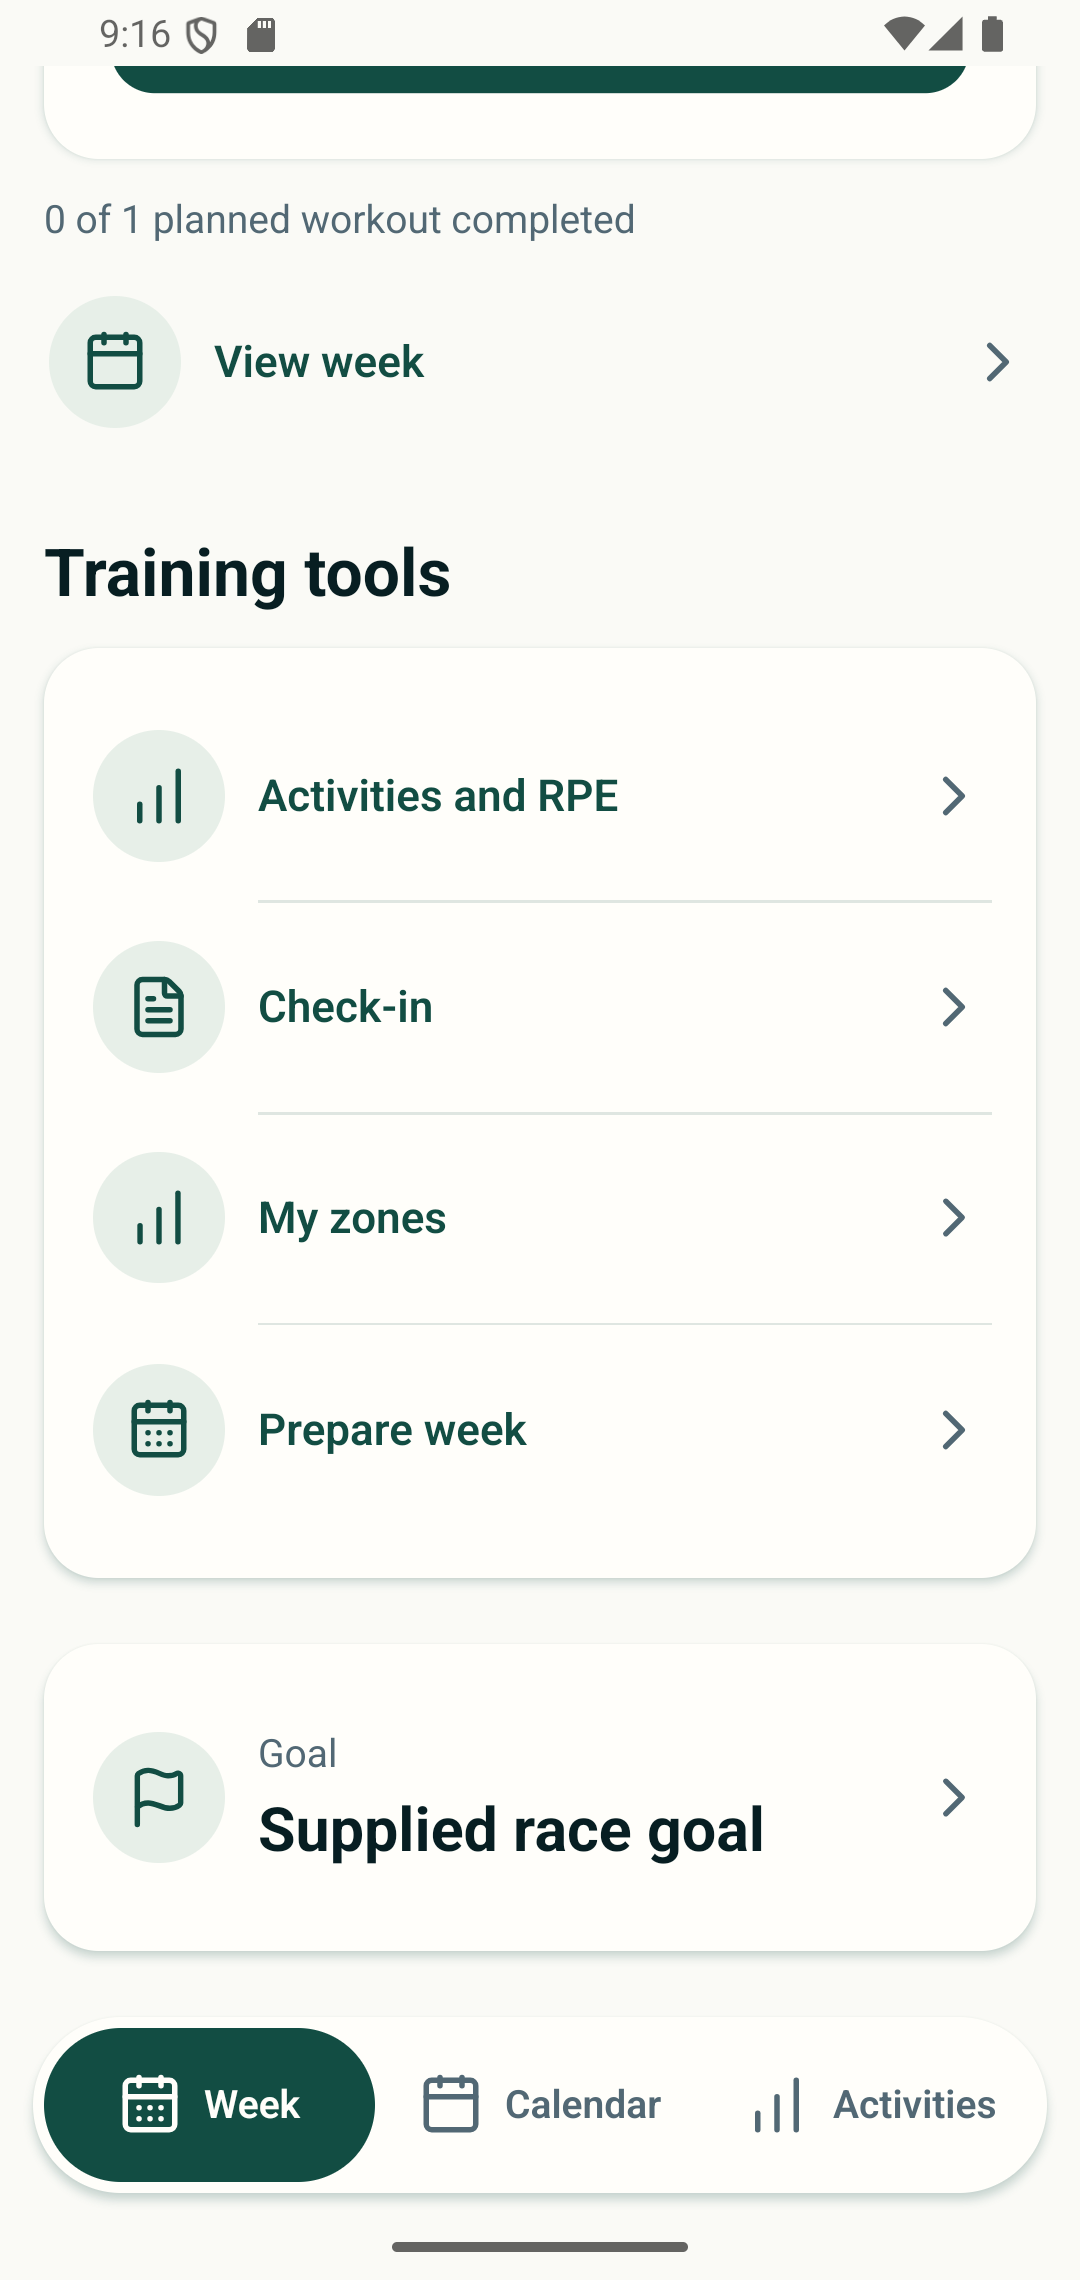 9:16
0 of 1 planned workout completed
View week
Training tools
Activities and RPE
Check-in
My zones
Prepare week
Goal
Supplied race goal
Week
Calendar
Activities